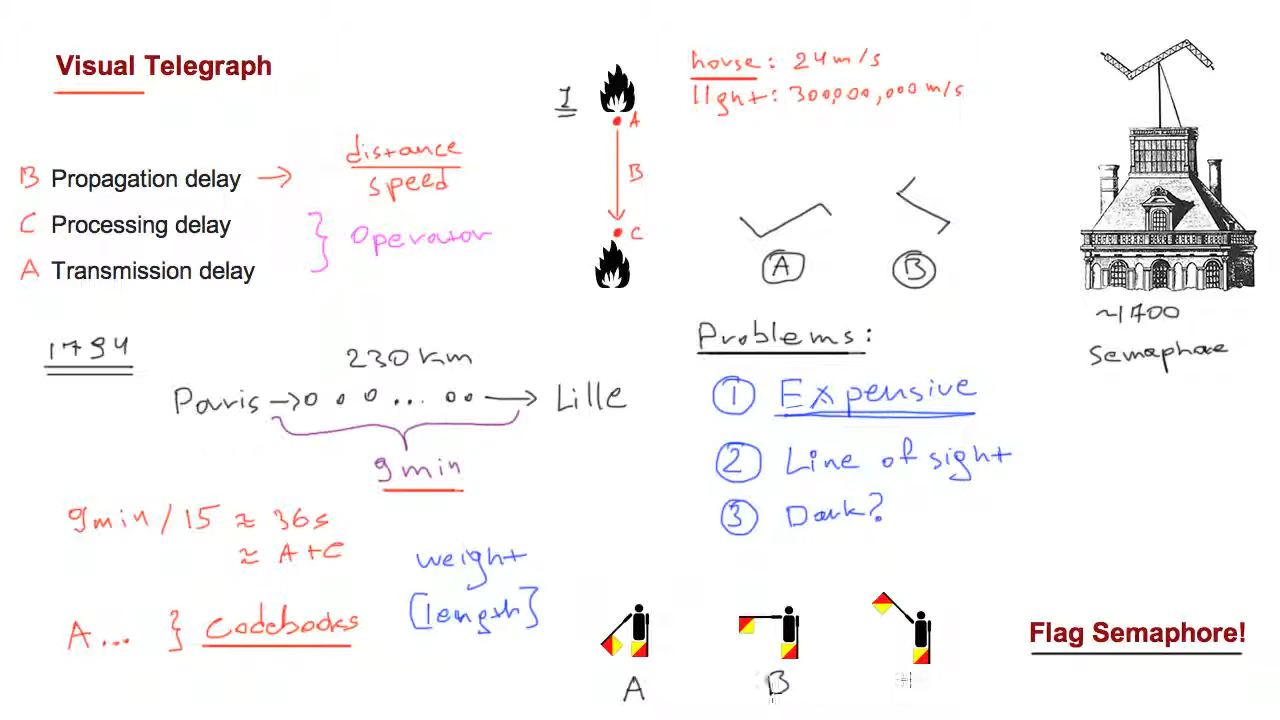 Visual Telegraph
B Propagation delay → distance / speed
C Processing delay
A Transmission delay
} Operator
1
A
B
C
horse: 24 m/s
light: 300,000,000 m/s
A
B
~1700
Semaphore
1794
230 km
Paris → ... → Lille
9 min
9 min / 15 ≈ 36s
≈ A + C
A... } Codebooks
weight
[length]
Problems:
① Expensive
② Line of sight
③ Dark?
A
B
Flag Semaphore!